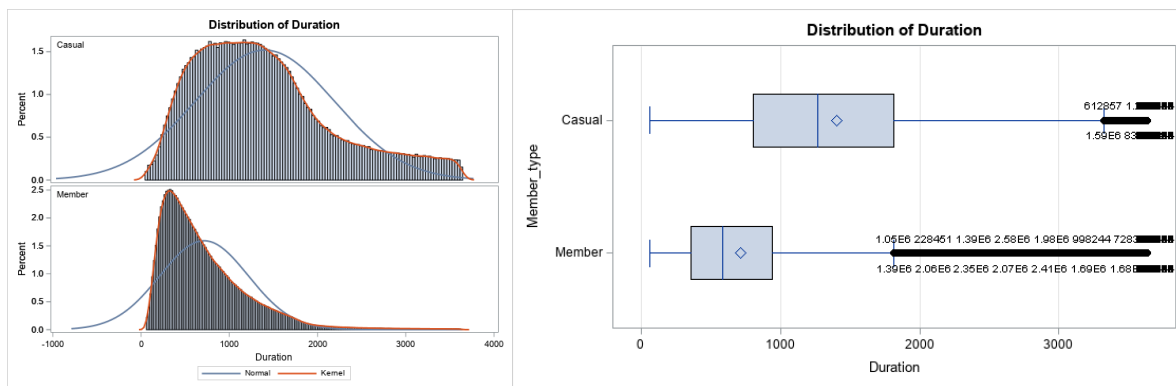 Distribution of Duration
Casual
1.5
1.0
0.5
0.0
Percent
Member
2.5
2.0
1.5
1.0
0.5
0.0
Percent
-1000 0 1000 2000 3000 4000
Duration
Normal Kernel
Distribution of Duration
Casual
612857
1.59E6
Member_type
Member
1.05E6 228451 1.39E6 2.58E6 1.98E6 998244
1.39E6 2.06E6 2.35E6 2.07E6 2.41E6 1.69E6
0 1000 2000 3000
Duration